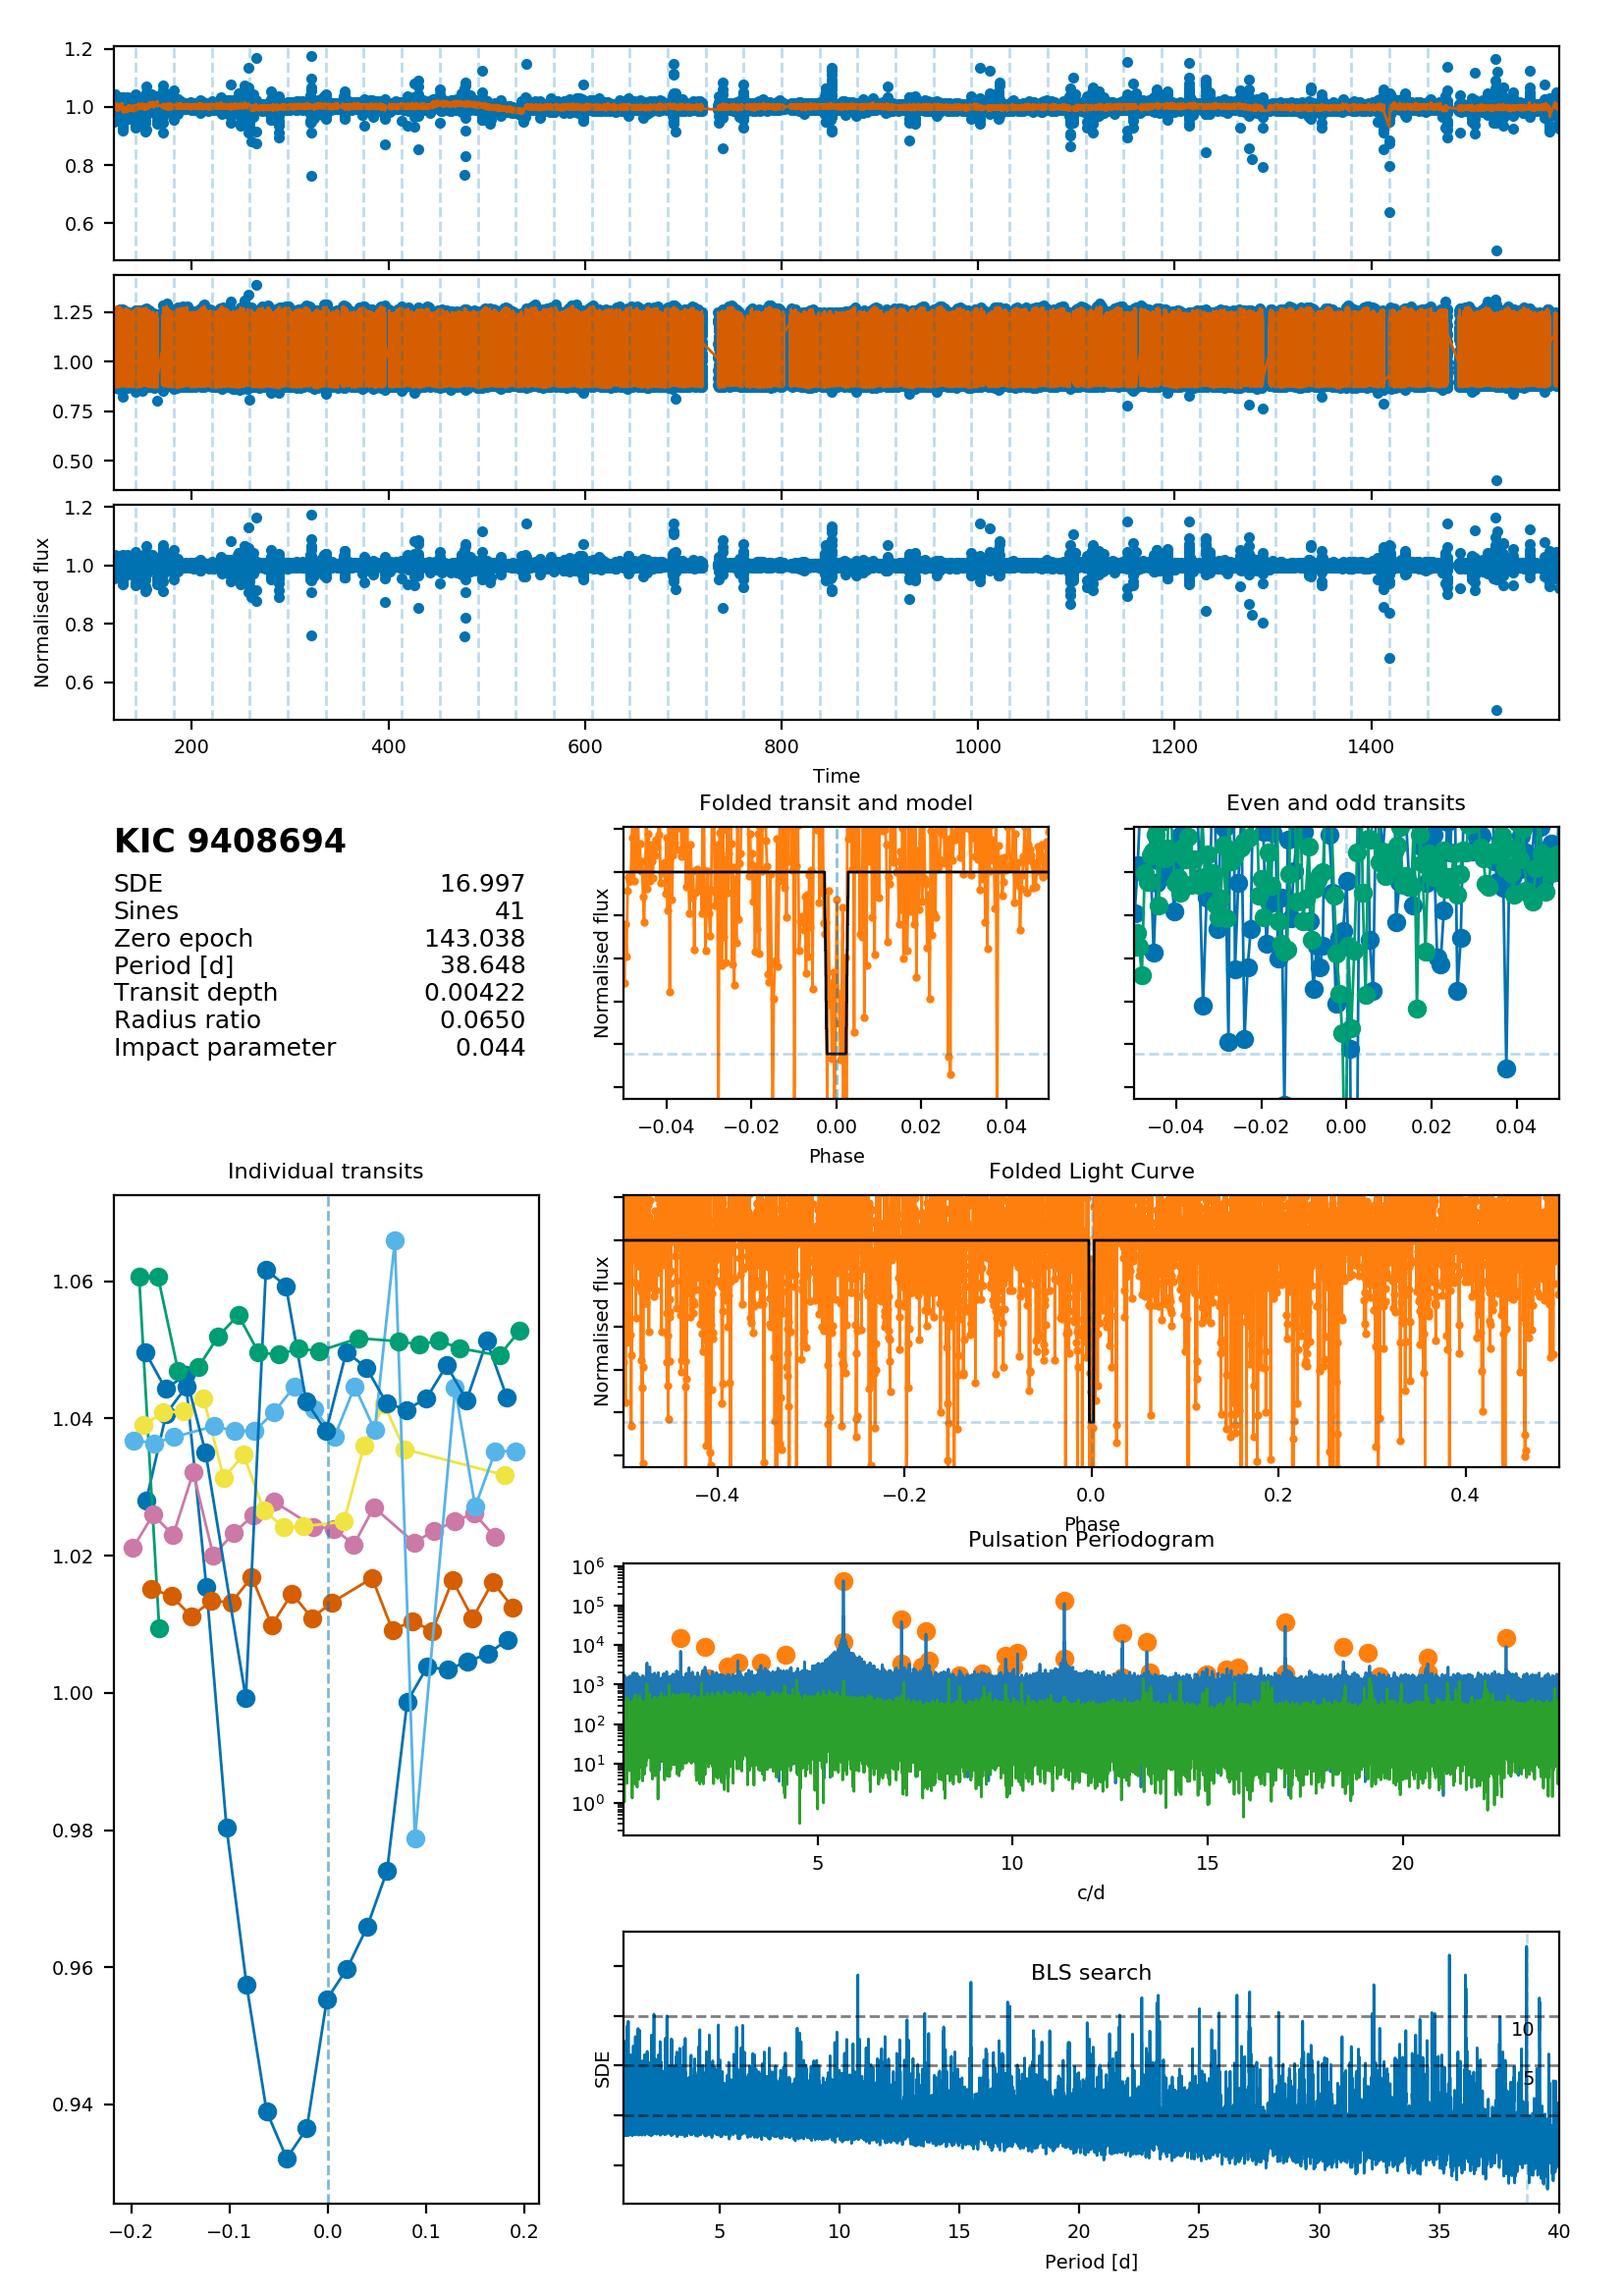 1.2
1.0
0.8
0.6
1.25
1.00
0.75
0.50
1.2
1.0
0.8
0.6
Normalised flux
200 400 600 800 1000 1200 1400
Time
KIC 9408694
SDE 16.997
Sines 41
Zero epoch 143.038
Period [d] 38.648
Transit depth 0.00422
Radius ratio 0.0650
Impact parameter 0.044
Folded transit and model
Normalised flux
−0.04 −0.02 0.00 0.02 0.04
Phase
Even and odd transits
−0.04 −0.02 0.00 0.02 0.04
Individual transits
1.06
1.04
1.02
1.00
0.98
0.96
0.94
−0.2 −0.1 0.0 0.1 0.2
Folded Light Curve
Normalised flux
−0.4 −0.2 0.0 0.2 0.4
Phase
Pulsation Periodogram
10⁶
10⁵
10⁴
10³
10²
10¹
10⁰
5 10 15 20
c/d
BLS search
10
5
SDE
5 10 15 20 25 30 35 40
Period [d]